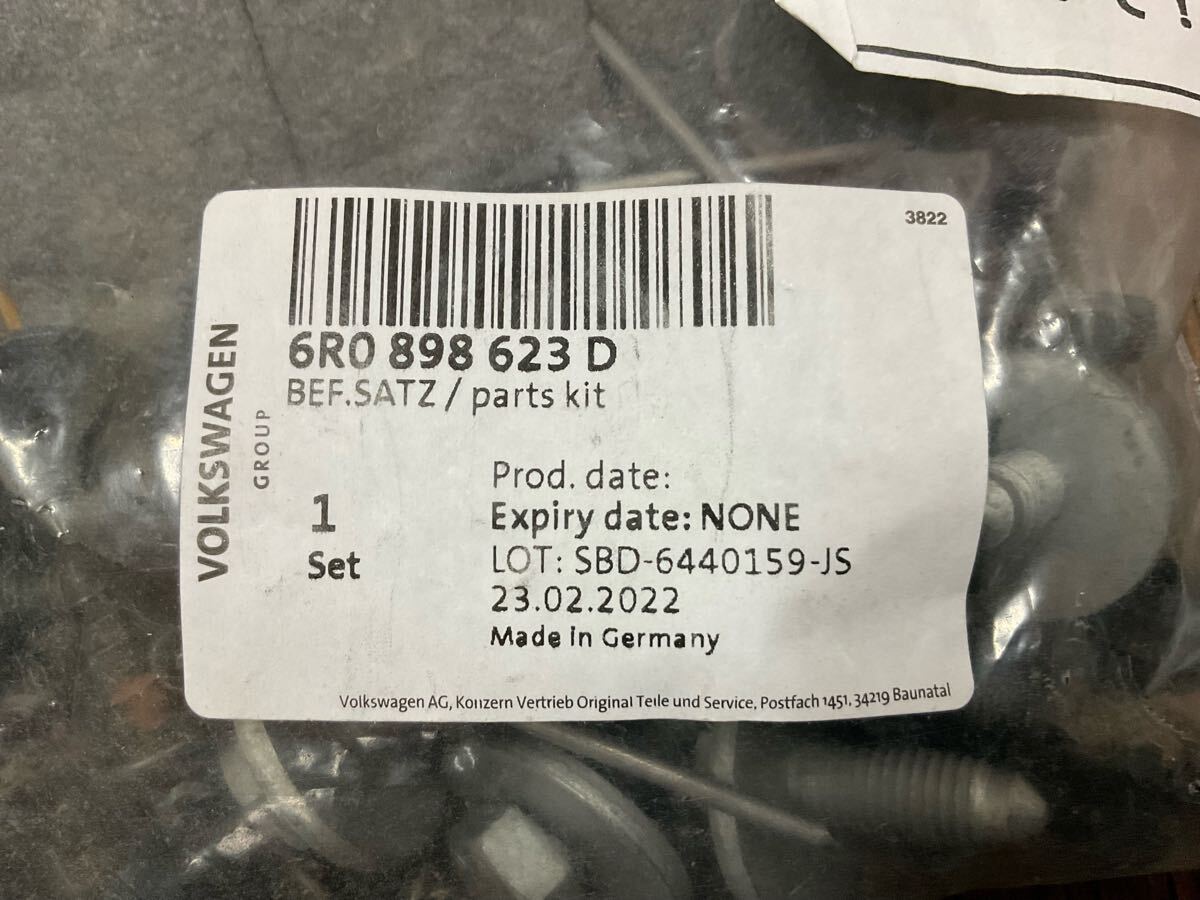 3822
6R0 898 623 D
BEF.SATZ / parts kit
VOLKSWAGEN
GROUP
1
Set
Prod. date:
Expiry date: NONE
LOT: SBD-6440159-JS
23.02.2022
Made in Germany
Volkswagen AG, Konzern Vertrieb Original Teile und Service, Postfach 1451, 34219 Baunatal